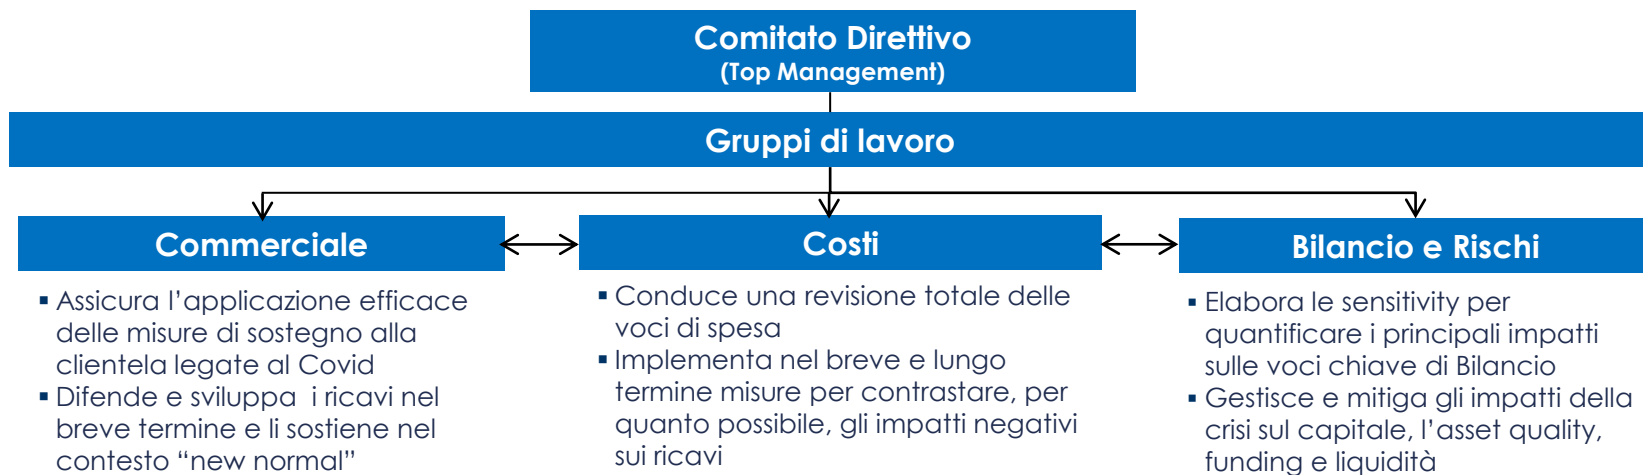 Comitato Direttivo
(Top Management)
Gruppi di lavoro
Commerciale
▪ Assicura l’applicazione efficace
delle misure di sostegno alla
clientela legate al Covid
▪ Difende e sviluppa i ricavi nel
breve termine e li sostiene nel
contesto “new normal”
Costi
▪ Conduce una revisione totale delle
voci di spesa
▪ Implementa nel breve e lungo
termine misure per contrastare, per
quanto possibile, gli impatti negativi
sui ricavi
Bilancio e Rischi
▪ Elabora le sensitivity per
quantificare i principali impatti
sulle voci chiave di Bilancio
▪ Gestisce e mitiga gli impatti della
crisi sul capitale, l’asset quality,
funding e liquidità